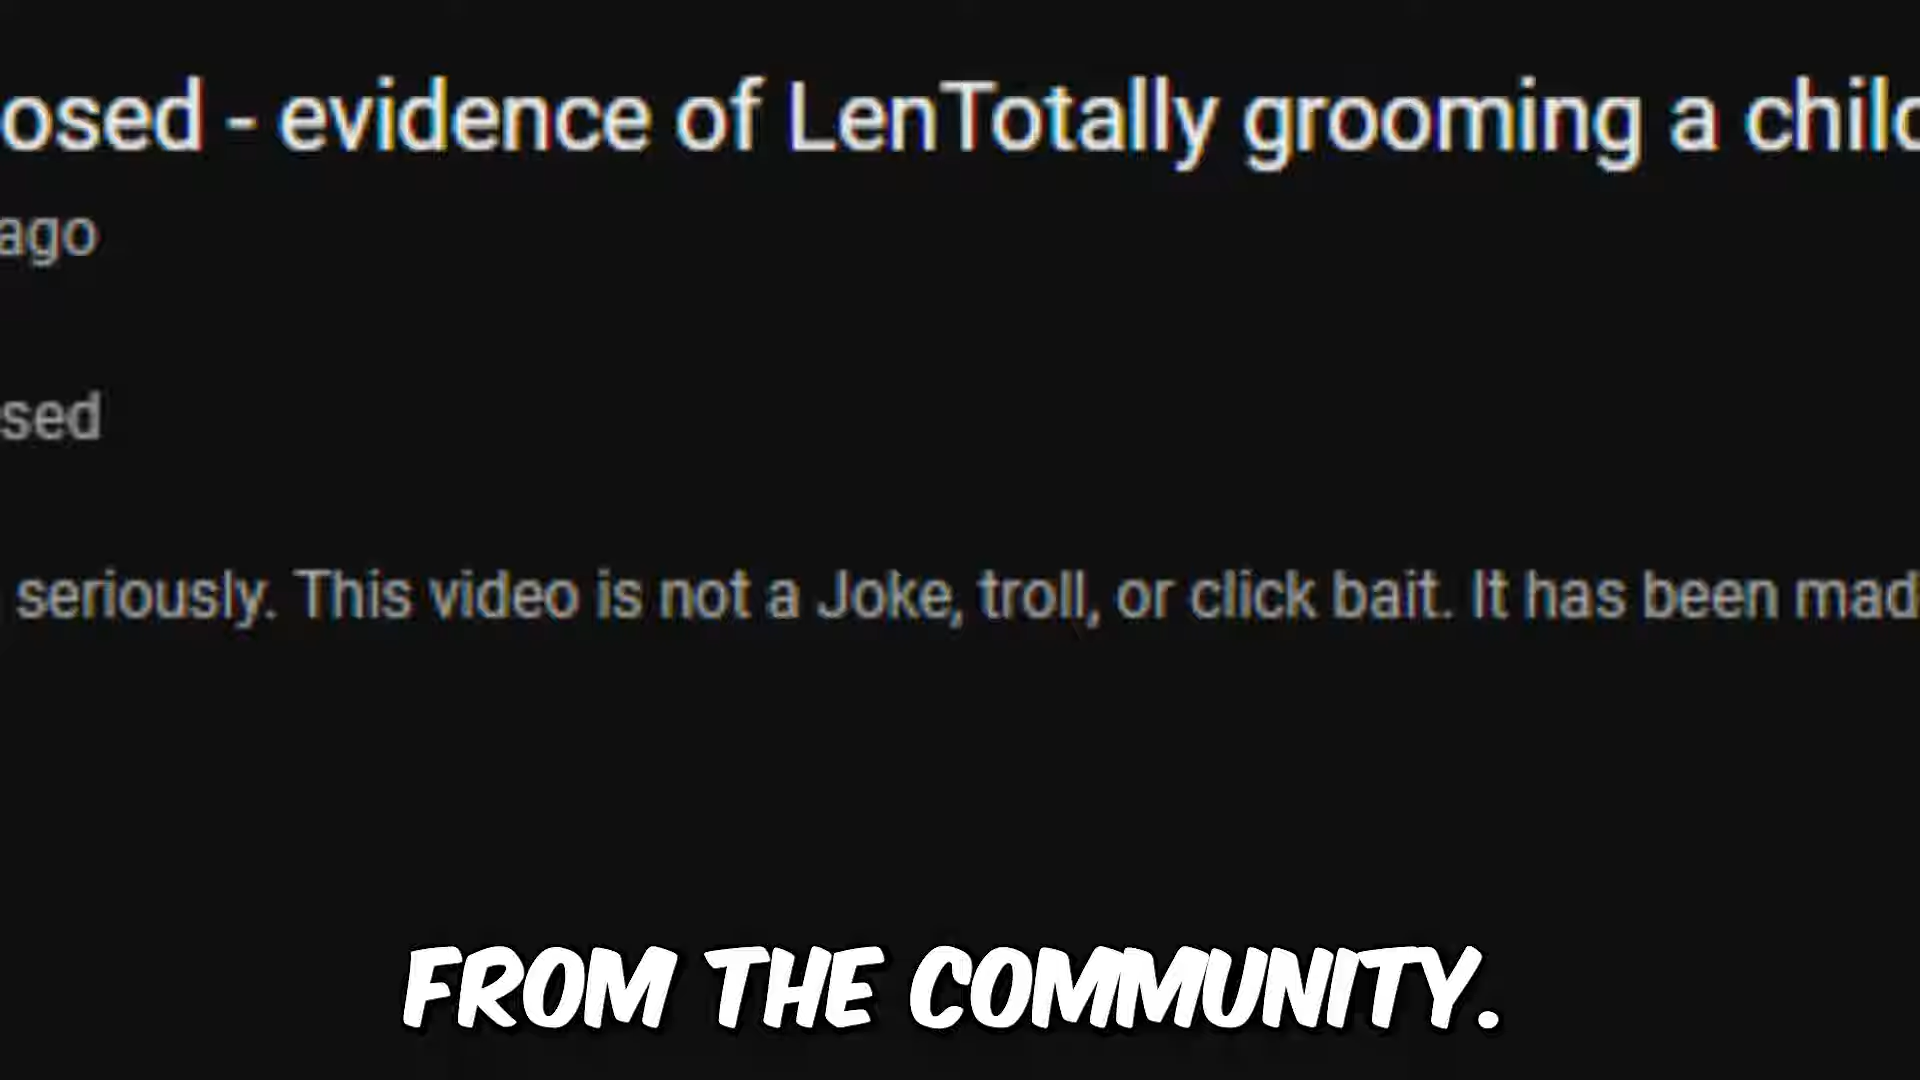 osed - evidence of LenTotally grooming a chil
ago
sed
seriously. This video is not a Joke, troll, or click bait. It has been mad
FROM THE COMMUNITY.